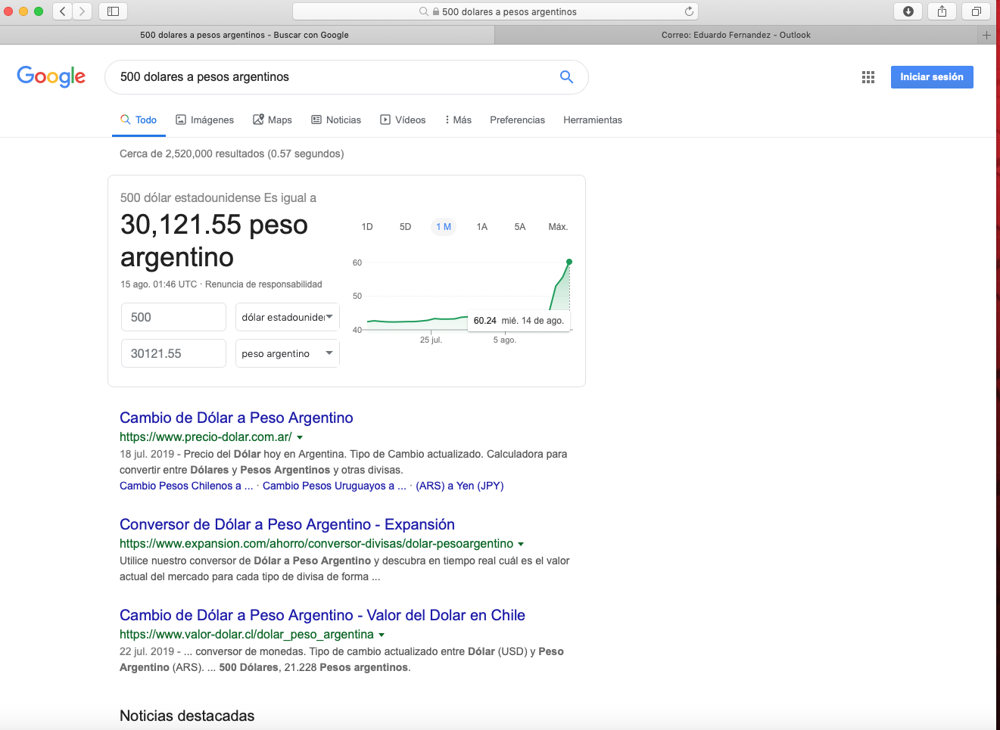 500 dolares a pesos argentinos
500 dolares a pesos argentinos - Buscar con Google
Correo: Eduardo Fernandez - Outlook
Google
500 dolares a pesos argentinos
Iniciar sesión
Todo
Imágenes
Maps
Noticias
Vídeos
Más
Preferencias
Herramientas
Cerca de 2,520,000 resultados (0.57 segundos)
500 dólar estadounidense Es igual a
30,121.55 peso
argentino
15 ago. 01:46 UTC · Renuncia de responsabilidad
500
dólar estadounider
30121.55
peso argentino
1D 5D 1 M 1A 5A Máx.
60
50
40
60.24 mié. 14 de ago.
25 jul.
5 ago.
Cambio de Dólar a Peso Argentino
https://www.precio-dolar.com.ar/
18 jul. 2019 - Precio del Dólar hoy en Argentina. Tipo de Cambio actualizado. Calculadora para
convertir entre Dólares y Pesos Argentinos y otras divisas.
Cambio Pesos Chilenos a ... · Cambio Pesos Uruguayos a ... · (ARS) a Yen (JPY)
Conversor de Dólar a Peso Argentino - Expansión
https://www.expansion.com/ahorro/conversor-divisas/dolar-pesoargentino
Utilice nuestro conversor de Dólar a Peso Argentino y descubra en tiempo real cuál es el valor
actual del mercado para cada tipo de divisa de forma ...
Cambio de Dólar a Peso Argentino - Valor del Dolar en Chile
https://www.valor-dolar.cl/dolar_peso_argentina
22 jul. 2019 - ... conversor de monedas. Tipo de cambio actualizado entre Dólar (USD) y Peso
Argentino (ARS). ... 500 Dólares, 21.228 Pesos argentinos.
Noticias destacadas